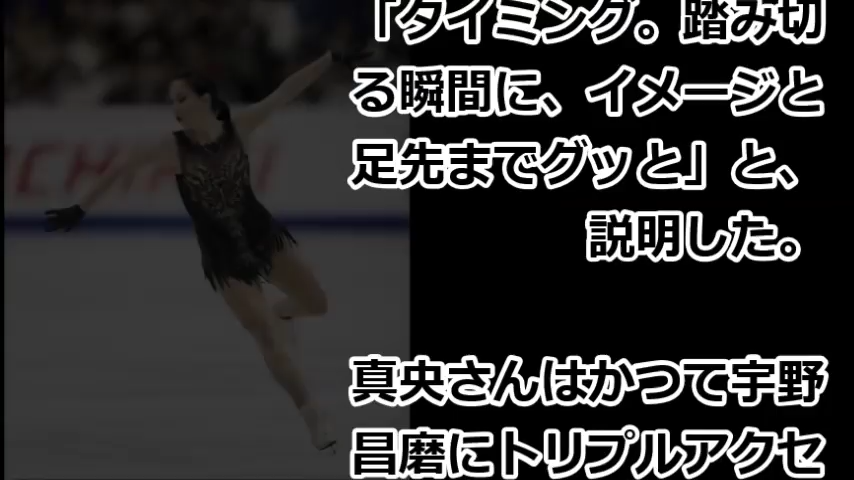 「タイミング。踏み切
る瞬間に、イメージと
足先までグッと」と、
説明した。
真央さんはかつて宇野
昌磨にトリプルアクセ